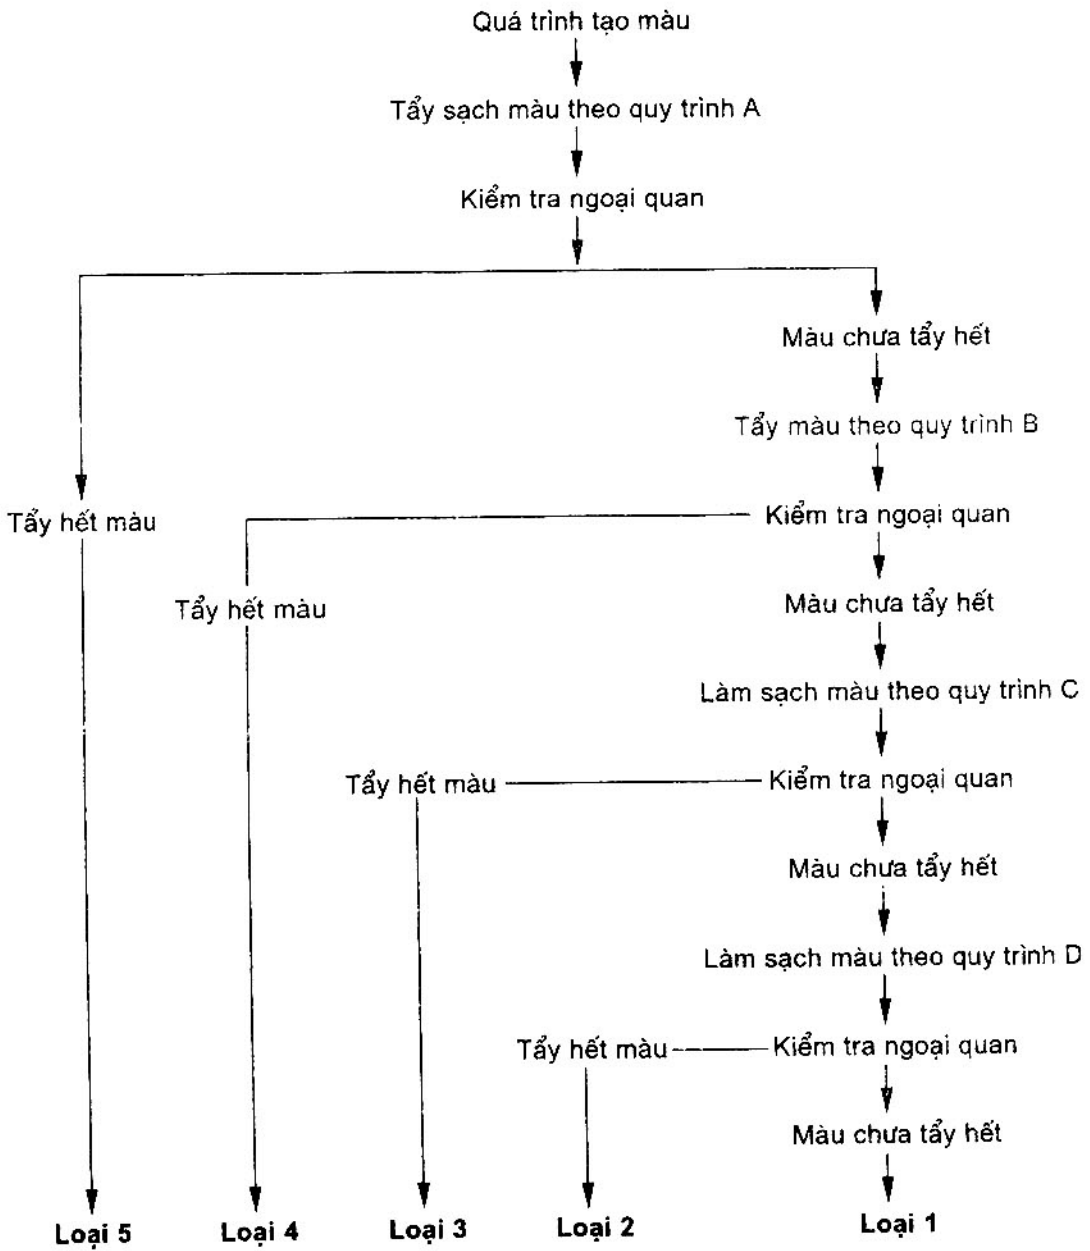 Quá trình tạo màu
Tẩy sạch màu theo quy trình A
Kiểm tra ngoại quan
Màu chưa tẩy hết
Tẩy màu theo quy trình B
Tẩy hết màu
Kiểm tra ngoại quan
Tẩy hết màu
Màu chưa tẩy hết
Làm sạch màu theo quy trình C
Tẩy hết màu
Kiểm tra ngoại quan
Màu chưa tẩy hết
Làm sạch màu theo quy trình D
Tẩy hết màu
Kiểm tra ngoại quan
Màu chưa tẩy hết
Loại 5
Loại 4
Loại 3
Loại 2
Loại 1